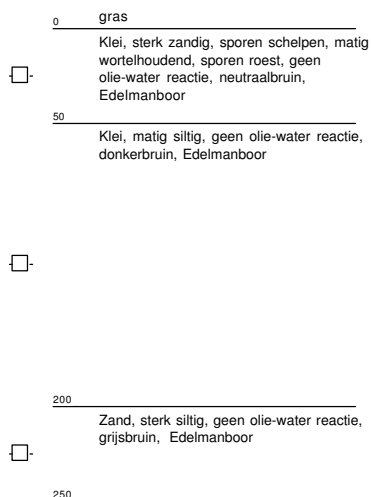 0 gras
Klei, sterk zandig, sporen schelpen, matig
wortelhoudend, sporen roest, geen
olie-water reactie, neutraalbruin,
Edelmanboor
50
Klei, matig siltig, geen olie-water reactie,
donkerbruin, Edelmanboor
200
Zand, sterk siltig, geen olie-water reactie,
grijsbruin, Edelmanboor
250